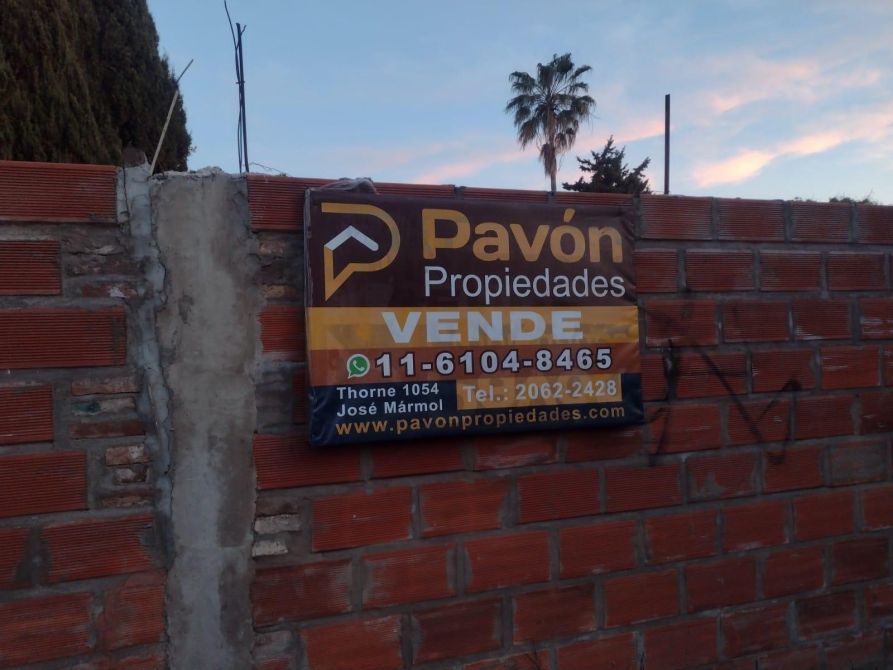 Pavón
Propiedades
VENDE
11-6104-8465
Thorne 1054
José Mármol
Tel.: 2062-2428
www.pavonpropiedades.com